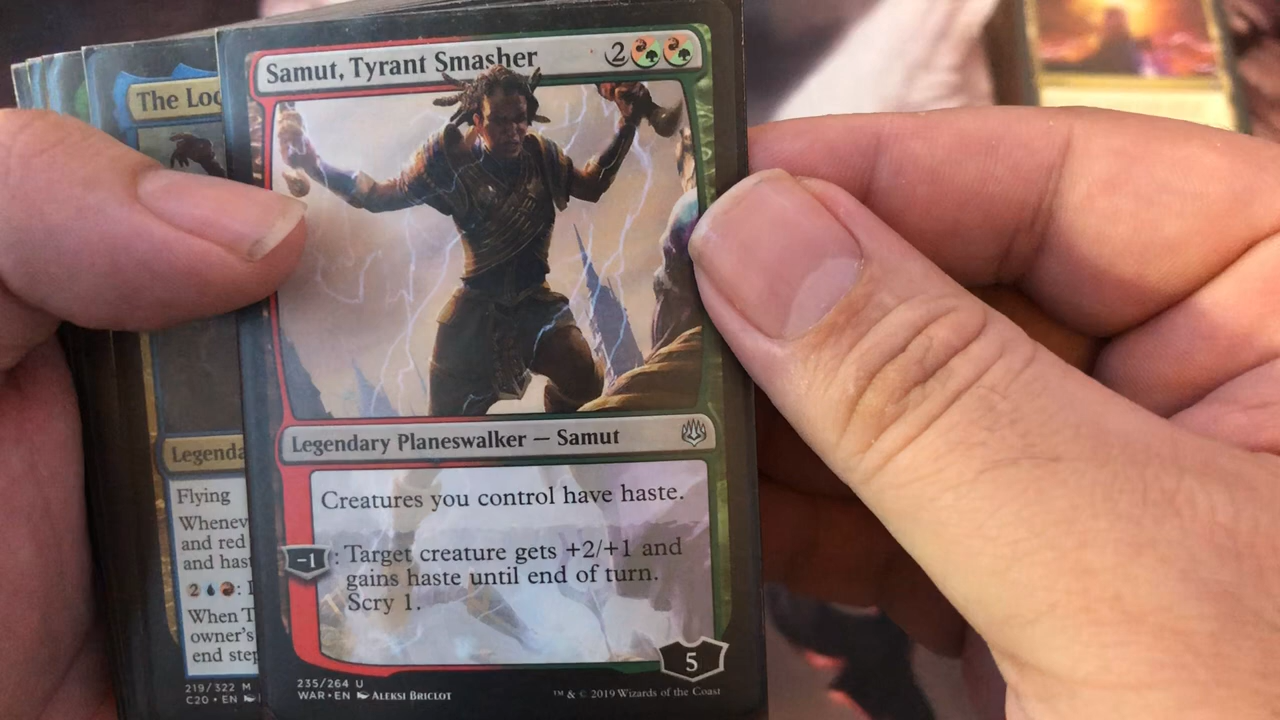 Samut, Tyrant Smasher
2
Legendary Planeswalker — Samut
Creatures you control have haste.
-1: Target creature gets +2/+1 and
gains haste until end of turn.
Scry 1.
5
235/264 U
WAR • EN ALEKSI BRICLOT
™ & © 2019 Wizards of the Coast
The Loc
Legenda
Flying
Whenev
and red
and hast
2 : 
When T
owner's
end step
219/322 M
C20 • EN